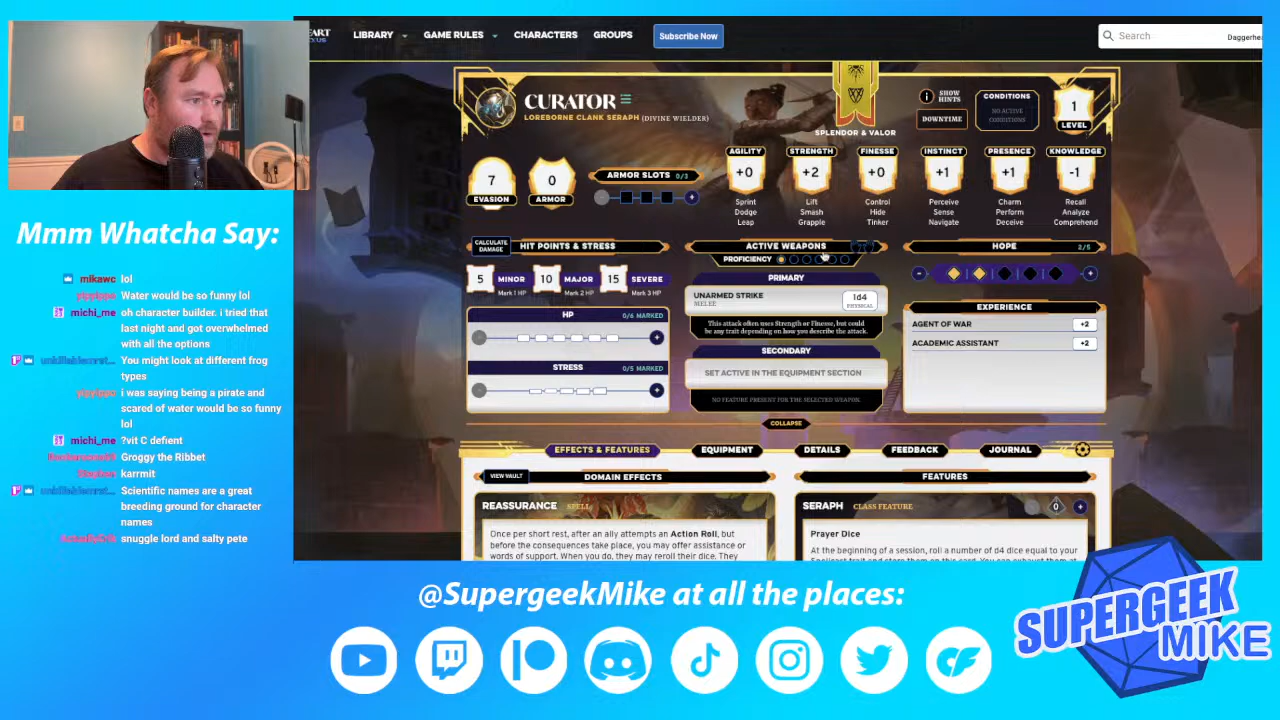 LIBRARY
GAME RULES
CHARACTERS
GROUPS
Subscribe Now
Search
Daggerhe
CURATOR
LOREBORNE CLANK SERAPH (DIVINE WIELDER)
SPLENDOR & VALOR
SHOW HINTS
DOWNTIME
CONDITIONS
NO ACTIVE CONDITIONS
1
LEVEL
7
EVASION
0
ARMOR
ARMOR SLOTS 0/3
AGILITY
+0
Sprint
Dodge
Leap
STRENGTH
+2
Lift
Smash
Grapple
FINESSE
+0
Control
Hide
Tinker
INSTINCT
+1
Perceive
Sense
Navigate
PRESENCE
+1
Charm
Perform
Deceive
KNOWLEDGE
-1
Recall
Analyze
Comprehend
CALCULATE DAMAGE
HIT POINTS & STRESS
5 MINOR
Mark 1 HP
10 MAJOR
Mark 2 HP
15 SEVERE
Mark 3 HP
HP 0/6 MARKED
STRESS 0/5 MARKED
ACTIVE WEAPONS
PROFICIENCY
PRIMARY
UNARMED STRIKE
MELEE
1d4
PHYSICAL
This attack often uses Strength or Finesse, but could
be any trait depending on how you describe the attack.
SECONDARY
SET ACTIVE IN THE EQUIPMENT SECTION
NO FEATURE PRESENT FOR THE SELECTED WEAPON.
HOPE 2/5
EXPERIENCE
AGENT OF WAR +2
ACADEMIC ASSISTANT +2
COLLAPSE
EFFECTS & FEATURES
EQUIPMENT
DETAILS
FEEDBACK
JOURNAL
VIEW VAULT
DOMAIN EFFECTS
FEATURES
REASSURANCE SPELL
Once per short rest, after an ally attempts an Action Roll, but
before the consequences take place, you may offer assistance or
words of support. When you do, they may reroll their dice. They
SERAPH CLASS FEATURE
0
Prayer Dice
At the beginning of a session, roll a number of d4 dice equal to your
Mmm Whatcha Say:
mikawc lol
Water would be so funny lol
michi_me oh character builder. i tried that
last night and got overwhelmed
with all the options
You might look at different frog
types
i was saying being a pirate and
scared of water would be so funny
lol
michi_me ?vit C defient
Groggy the Ribbet
karrmit
Scientific names are a great
breeding ground for character
names
snuggle lord and salty pete
@SupergeekMike at all the places:
SUPERGEEK
MIKE